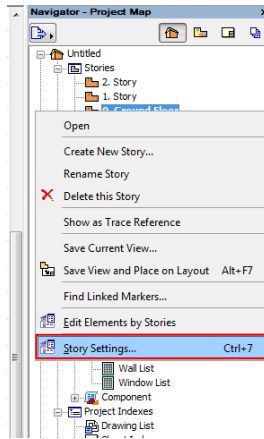 Navigator - Project Map
Untitled
Stories
2. Story
1. Story
0. Ground Floor
Open
Create New Story...
Rename Story
Delete this Story
Show as Trace Reference
Save Current View...
Save View and Place on Layout Alt+F7
Find Linked Markers...
Edit Elements by Stories
Story Settings... Ctrl+7
Wall List
Window List
Component
Project Indexes
Drawing List